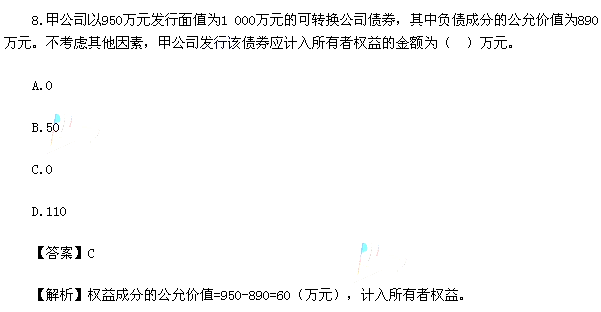 8.甲公司以950万元发行面值为1 000万元的可转换公司债券，其中负债成分的公允价值为890
万元。不考虑其他因素，甲公司发行该债券应计入所有者权益的金额为（ ）万元。
A.0
B.50
C.0
D.110
【答案】C
【解析】权益成分的公允价值=950-890=60（万元），计入所有者权益。